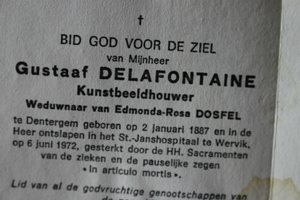 BID GOD VOOR DE ZIEL
van Mijnheer
Gustaaf DELAFONTAINE
Kunstbeeldhouwer
Weduwnaar van Edmonda-Rosa DOSFEL
te Dentergem geboren op 2 januari 1887 en in de
Heer ontslapen in het St.-Janshospitaal te Wervik,
op 6 juni 1972, gesterkt door de HH. Sacramenten
van de zieken en de pauselijke zegen
« In articulo mortis ».
Lid van al de godvruchtige genootschappen van